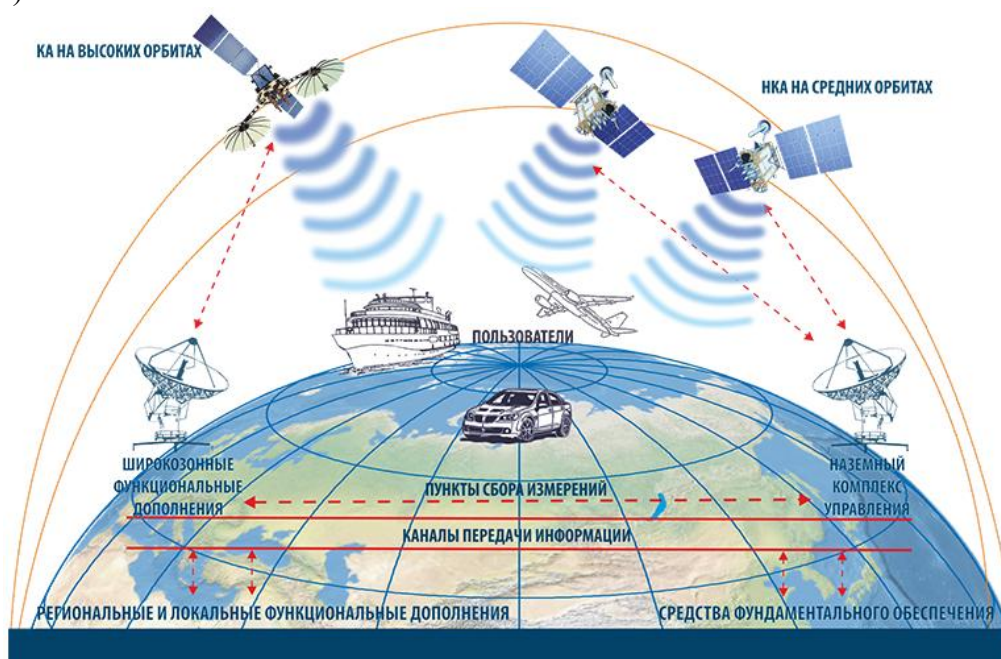 )
КА НА ВЫСОКИХ ОРБИТАХ
НКА НА СРЕДНИХ ОРБИТАХ
ПОЛЬЗОВАТЕЛИ
ШИРОКОЗОННЫЕ
ФУНКЦИОНАЛЬНЫЕ
ДОПОЛНЕНИЯ
ПУНКТЫ СБОРА ИЗМЕРЕНИЙ
НАЗЕМНЫЙ
КОМПЛЕКС
УПРАВЛЕНИЯ
КАНАЛЫ ПЕРЕДАЧИ ИНФОРМАЦИИ
РЕГИОНАЛЬНЫЕ И ЛОКАЛЬНЫЕ ФУНКЦИОНАЛЬНЫЕ ДОПОЛНЕНИЯ
СРЕДСТВА ФУНДАМЕНТАЛЬНОГО ОБЕСПЕЧЕНИЯ